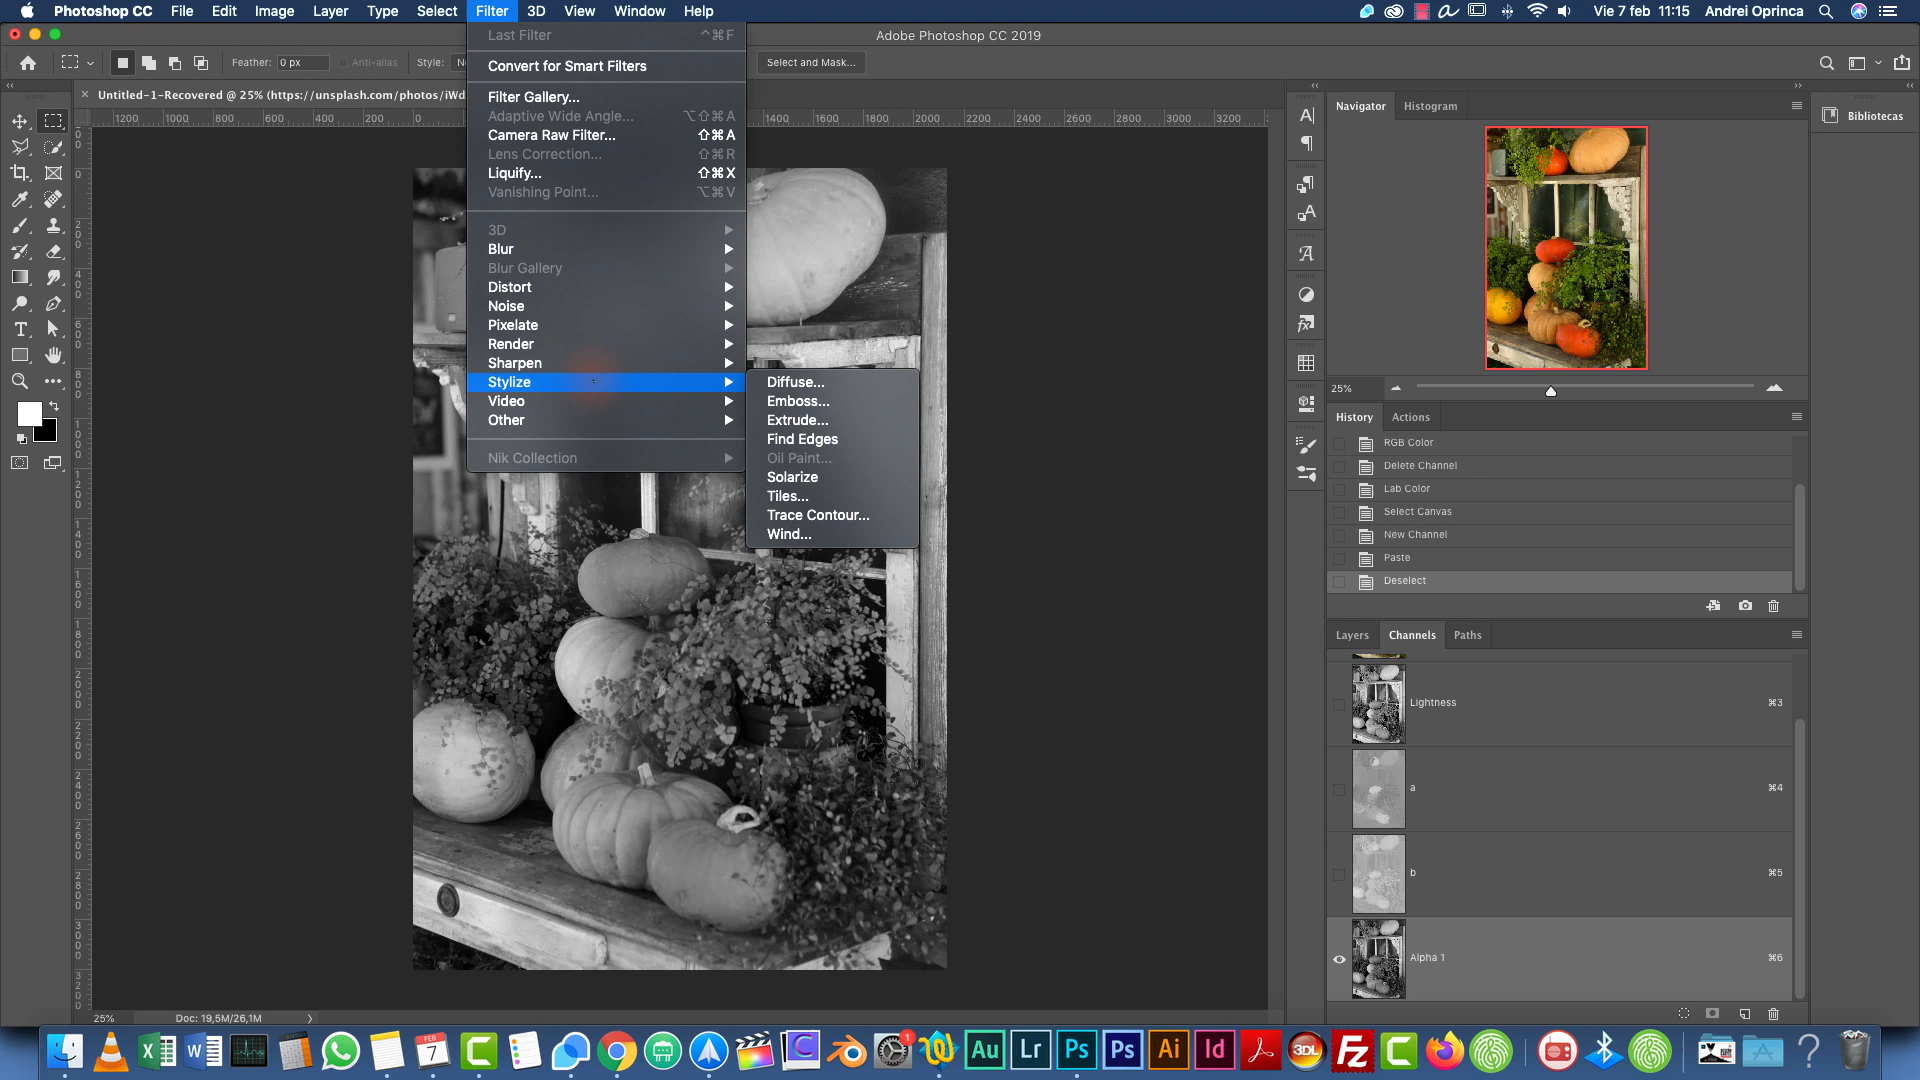 Photoshop CC File Edit Image Layer Type Select Filter 3D View Window Help Vie 7 feb 11:15 Andrei Oprinca
Adobe Photoshop CC 2019
Feather: 0 px Anti-alias Style: Select and Mask...
Untitled-1-Recovered @ 25% (https://unsplash.com/photos/iWd
1200 1000 800 600 400 200 0 1400 1600 1800 2000 2200 2400 2600 2800 3000 3200
Last Filter ^⌘F
Convert for Smart Filters
Filter Gallery...
Adaptive Wide Angle... ⌥⇧⌘A
Camera Raw Filter... ⇧⌘A
Lens Correction... ⇧⌘R
Liquify... ⇧⌘X
Vanishing Point... ⌥⌘V
3D
Blur
Blur Gallery
Distort
Noise
Pixelate
Render
Sharpen
Stylize
Video
Other
Nik Collection
Diffuse...
Emboss...
Extrude...
Find Edges
Oil Paint...
Solarize
Tiles...
Trace Contour...
Wind...
Navigator Histogram
Bibliotecas
25%
History Actions
RGB Color
Delete Channel
Lab Color
Select Canvas
New Channel
Paste
Deselect
Layers Channels Paths
Lightness ⌘3
a ⌘4
b ⌘5
Alpha 1 ⌘6
25% Doc: 19,5M/26,1M
FEB
7
1
Au Lr Ps Ps Ai Id 3DL FZ